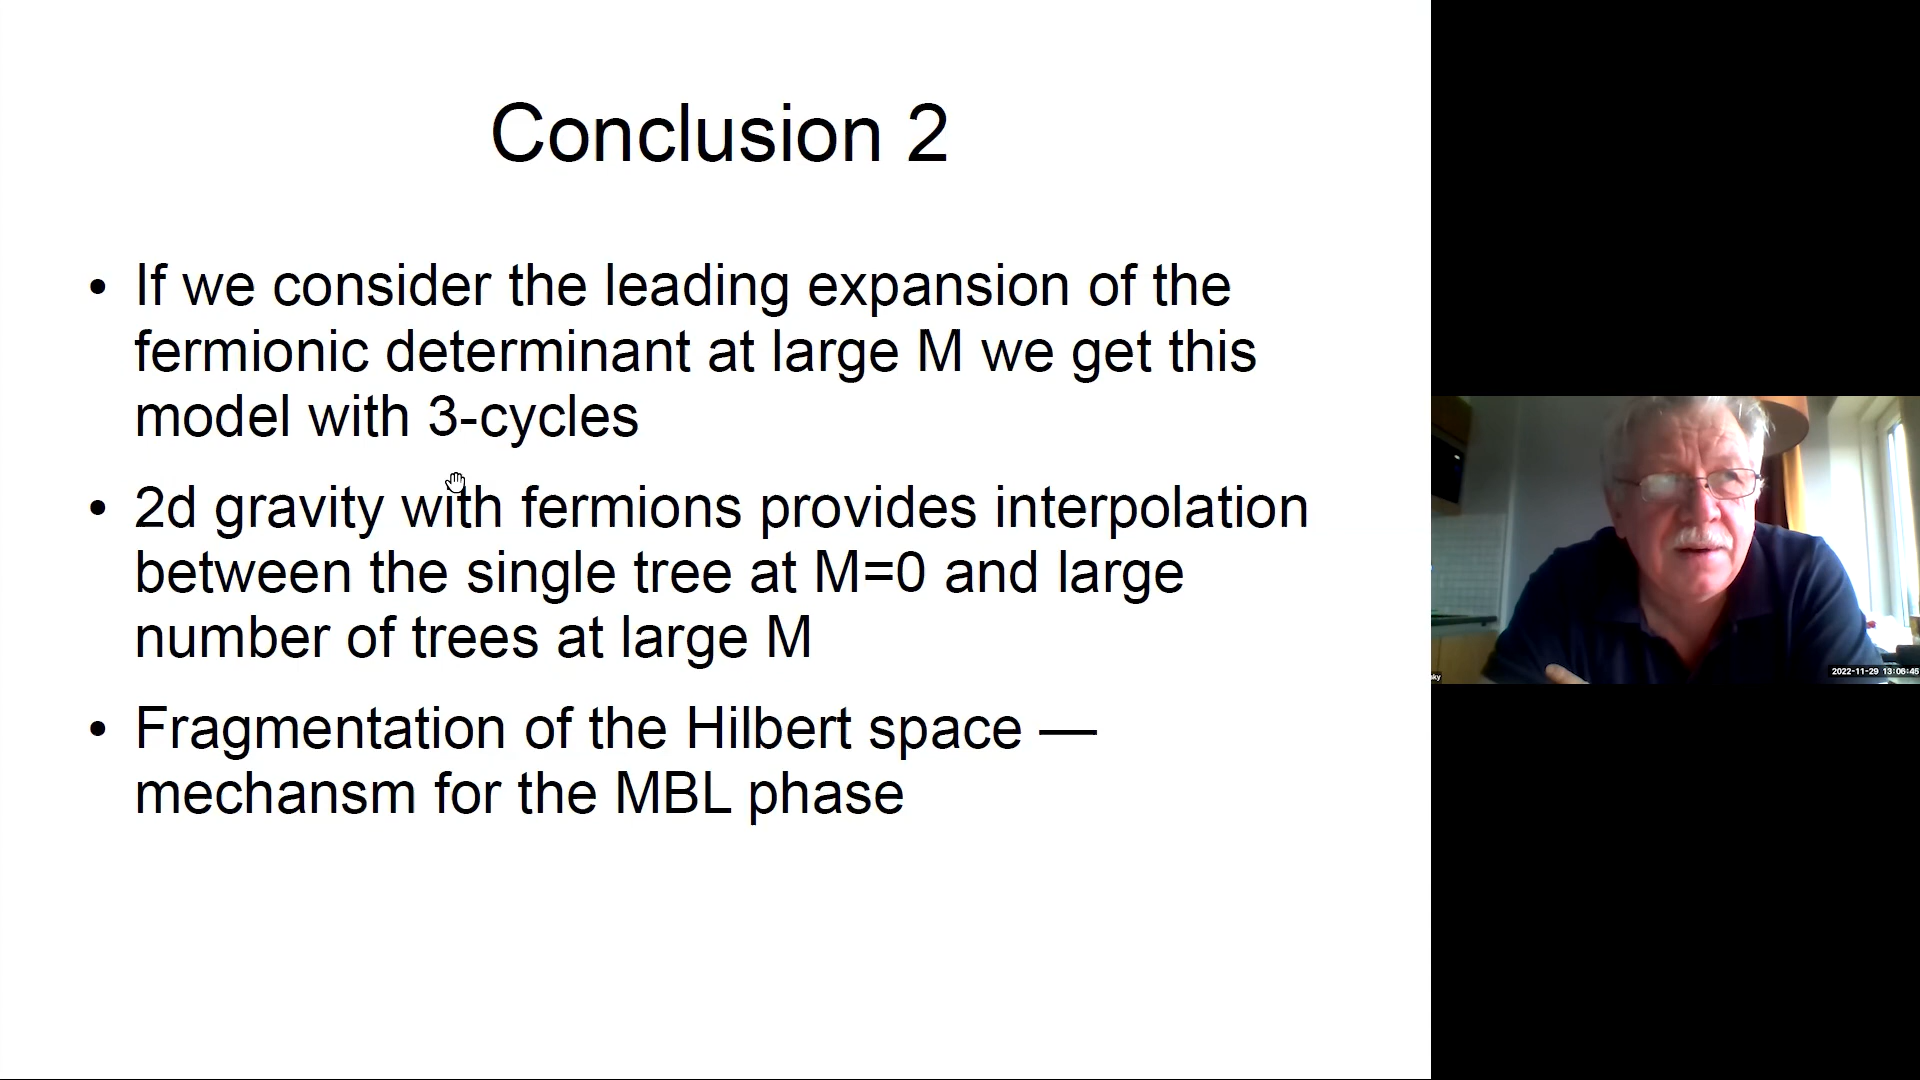 Conclusion 2
• If we consider the leading expansion of the
fermionic determinant at large M we get this
model with 3-cycles
• 2d gravity with fermions provides interpolation
between the single tree at M=0 and large
number of trees at large M
• Fragmentation of the Hilbert space —
mechansm for the MBL phase
2022-11-29 13:06:45
sky